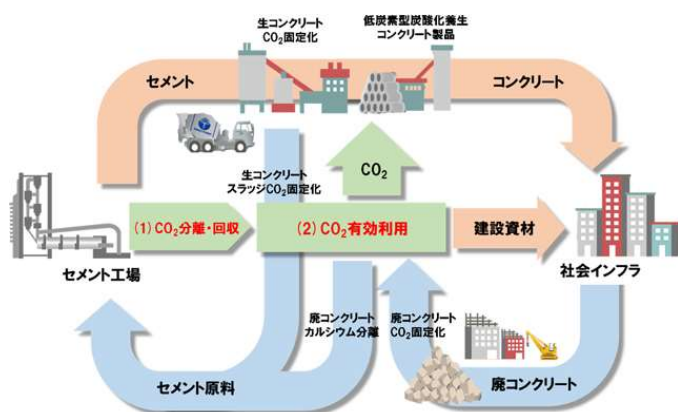 生コンクリート
CO₂固定化
低炭素型炭酸化養生
コンクリート製品
セメント
コンクリート
CO₂
生コンクリート
スラッジCO₂固定化
(1) CO₂分離・回収
(2) CO₂有効利用
建設資材
セメント工場
社会インフラ
廃コンクリート
カルシウム分離
廃コンクリート
CO₂固定化
セメント原料
廃コンクリート